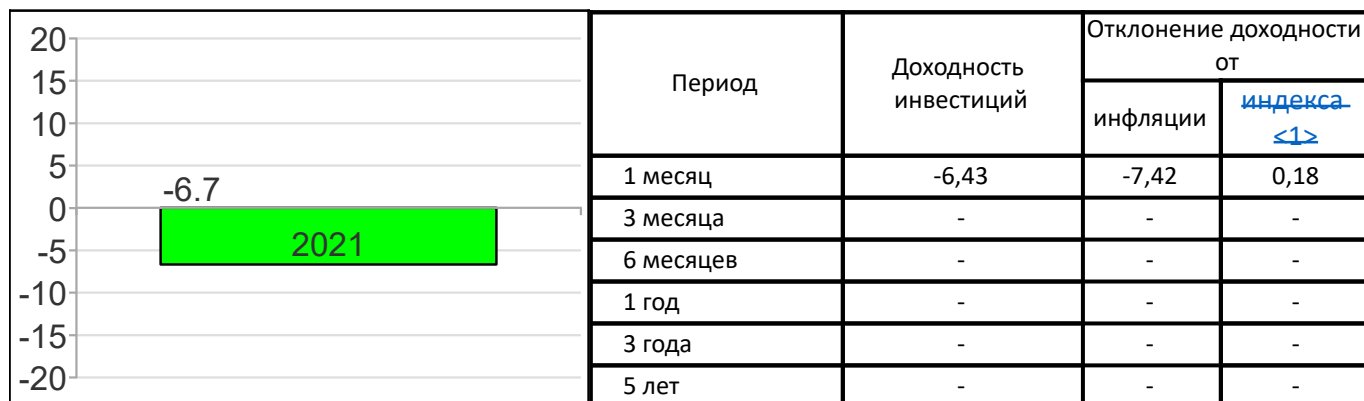 20
15
10
5
0
-5
-10
-15
-20
-6.7
2021
Период
Доходность
инвестиций
Отклонение доходности
от
инфляции
индекса
<1>
1 месяц -6,43 -7,42 0,18
3 месяца - - -
6 месяцев - - -
1 год - - -
3 года - - -
5 лет - - -